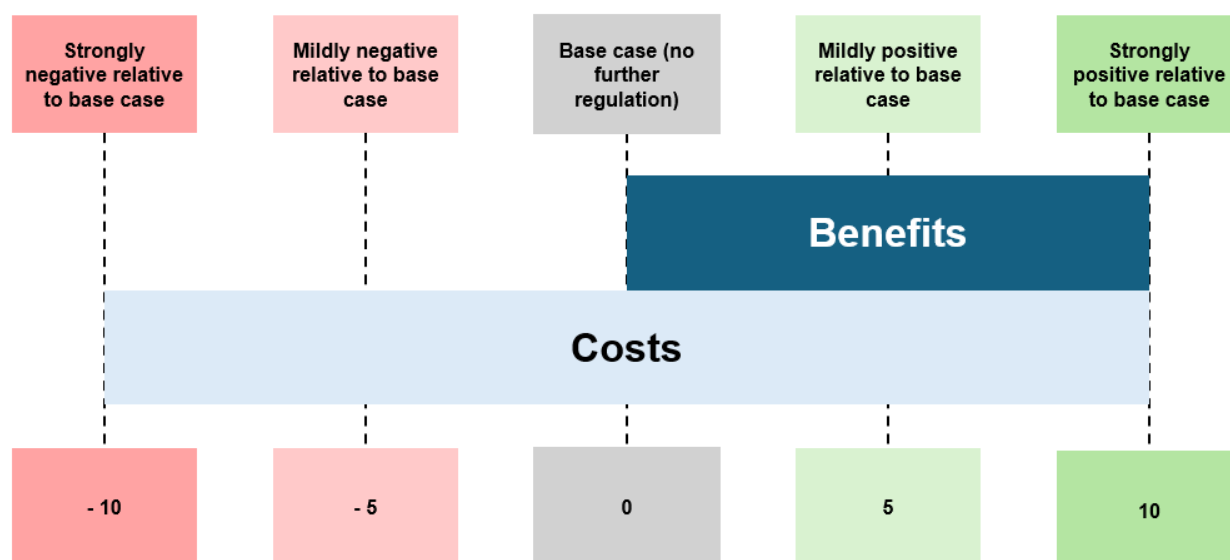 Strongly
negative relative
to base case
Mildly negative
relative to base
case
Base case (no
further
regulation)
Mildly positive
relative to base
case
Strongly
positive relative
to base case
Benefits
Costs
- 10
- 5
0
5
10